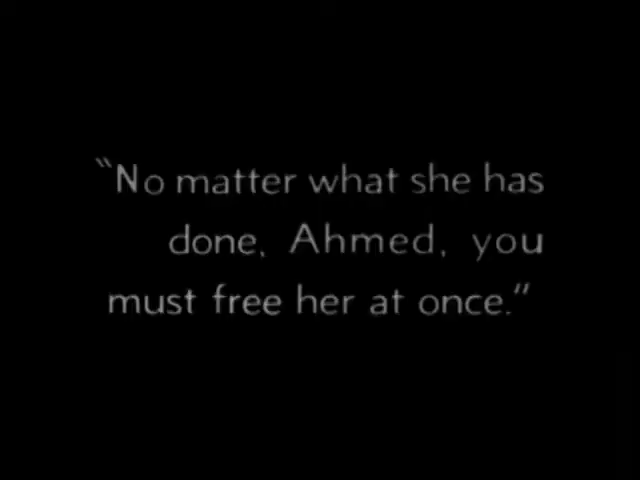 "No matter what she has
done, Ahmed, you
must free her at once."